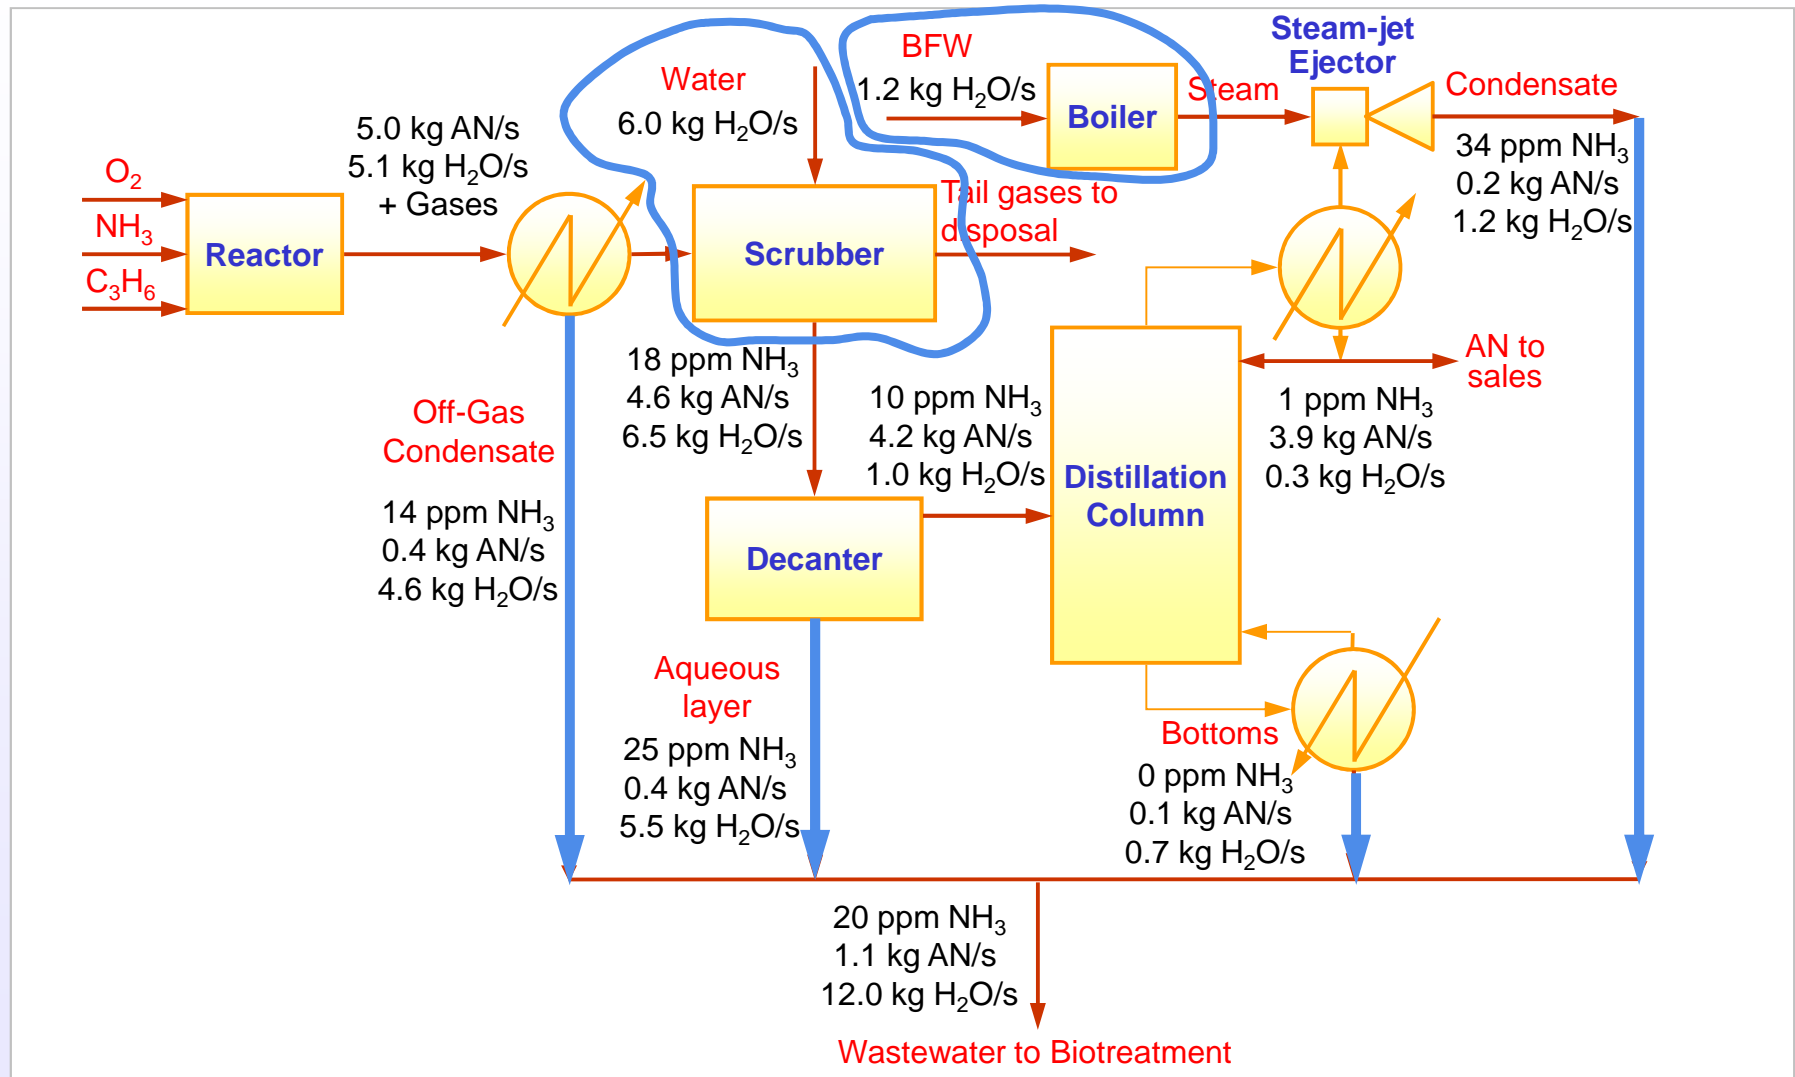 Steam-jet
Ejector
BFW
1.2 kg H₂O/s
Boiler
Steam
Condensate
34 ppm NH₃
0.2 kg AN/s
1.2 kg H₂O/s
Water
6.0 kg H₂O/s
5.0 kg AN/s
5.1 kg H₂O/s
+ Gases
O₂
NH₃
C₃H₆
Reactor
Scrubber
Tail gases to
disposal
18 ppm NH₃
4.6 kg AN/s
6.5 kg H₂O/s
Off-Gas
Condensate
14 ppm NH₃
0.4 kg AN/s
4.6 kg H₂O/s
10 ppm NH₃
4.2 kg AN/s
1.0 kg H₂O/s
Distillation
Column
AN to
sales
1 ppm NH₃
3.9 kg AN/s
0.3 kg H₂O/s
Decanter
Aqueous
layer
25 ppm NH₃
0.4 kg AN/s
5.5 kg H₂O/s
Bottoms
0 ppm NH₃
0.1 kg AN/s
0.7 kg H₂O/s
20 ppm NH₃
1.1 kg AN/s
12.0 kg H₂O/s
Wastewater to Biotreatment